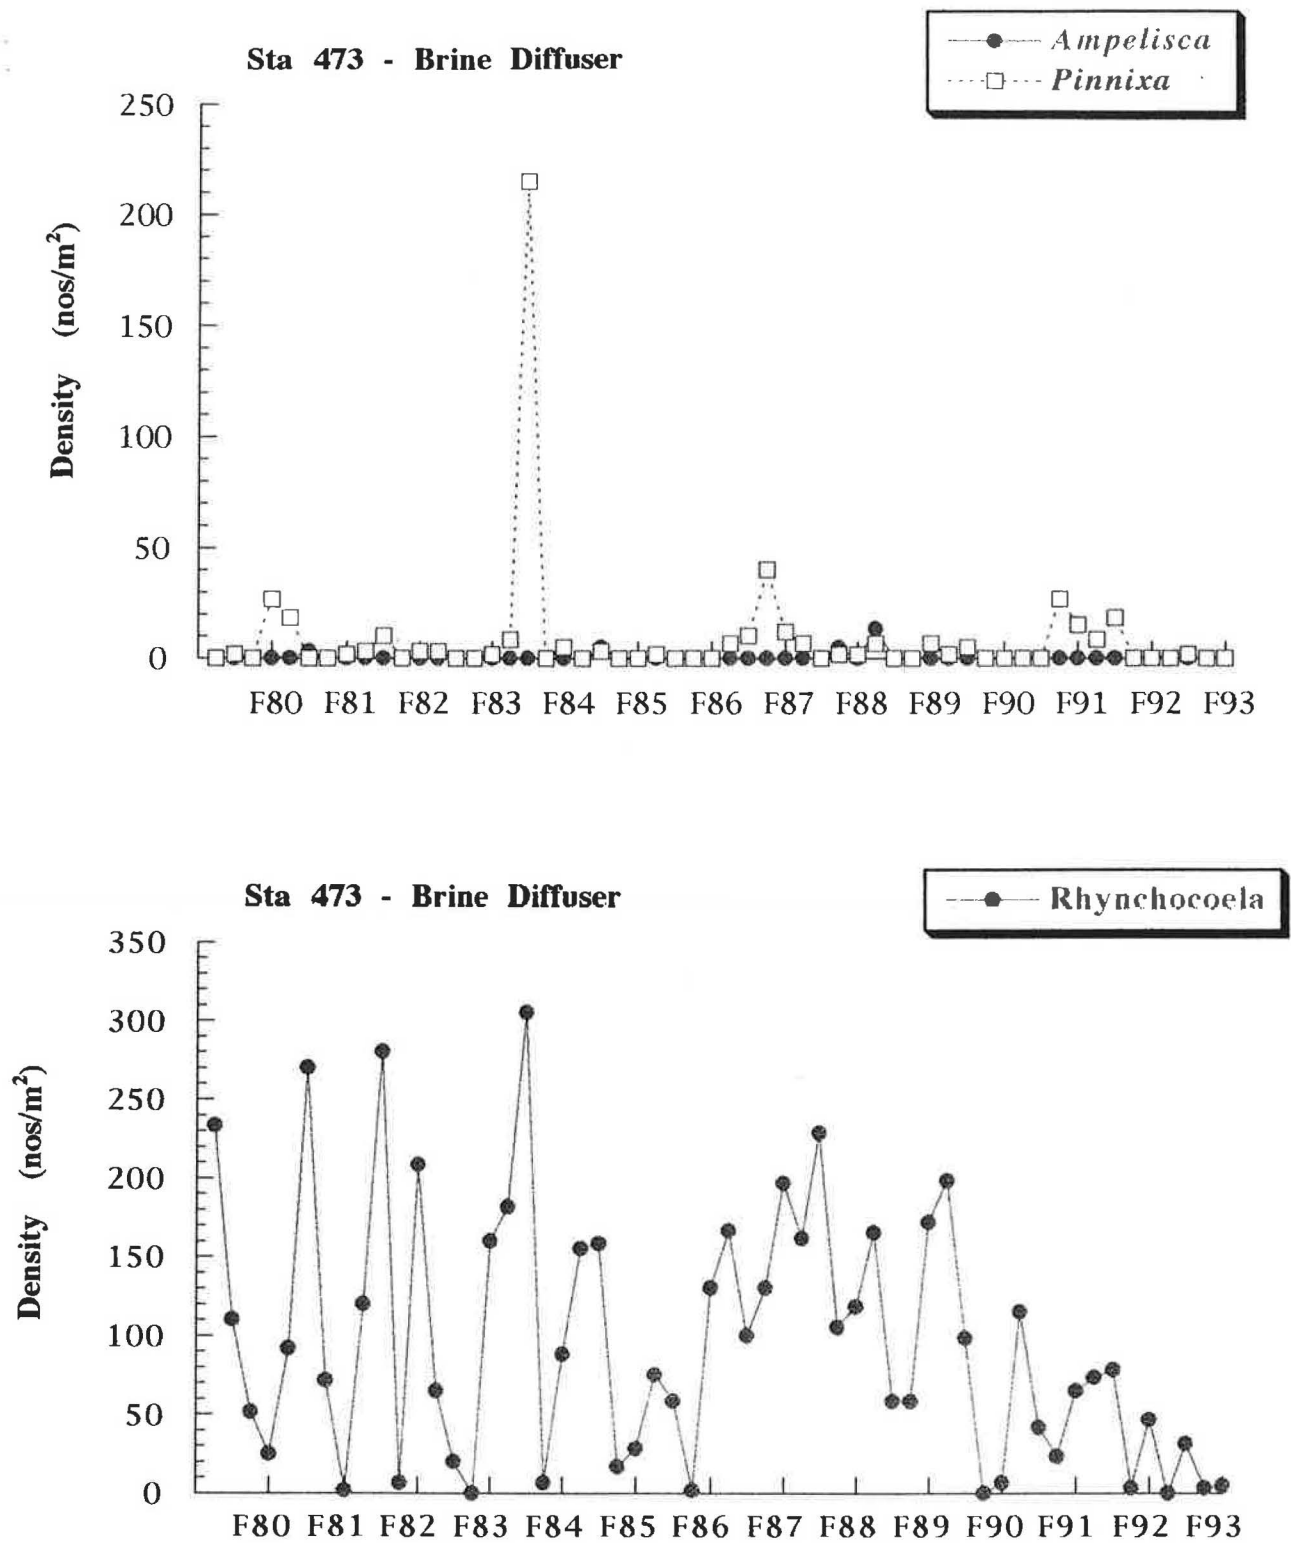 Sta 473 - Brine Diffuser
Ampelisca
Pinnixa
Density (nos/m²)
250
200
150
100
50
0
F80 F81 F82 F83 F84 F85 F86 F87 F88 F89 F90 F91 F92 F93
Sta 473 - Brine Diffuser
Rhynchocoela
Density (nos/m²)
350
300
250
200
150
100
50
0
F80 F81 F82 F83 F84 F85 F86 F87 F88 F89 F90 F91 F92 F93